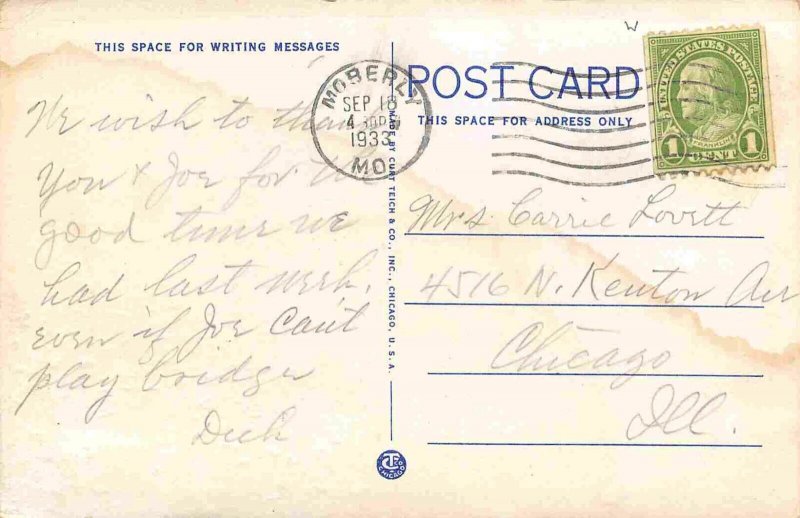 THIS SPACE FOR WRITING MESSAGES
We wish to thank
You & Joe for the
good time we
had last week,
even if Joe Can't
play bridge
Dick
MADE BY CURT TEICH & CO., INC., CHICAGO, U.S.A.
CHICAGO
MOBERLY
SEP 18
4 30 PM
1933
MO.
POST CARD
THIS SPACE FOR ADDRESS ONLY
W
UNITED STATES POSTAGE
FRANKLIN
1 CENT 1
Mrs Carrie Lovett
4516 N. Kenton Ave
Chicago
Ill.